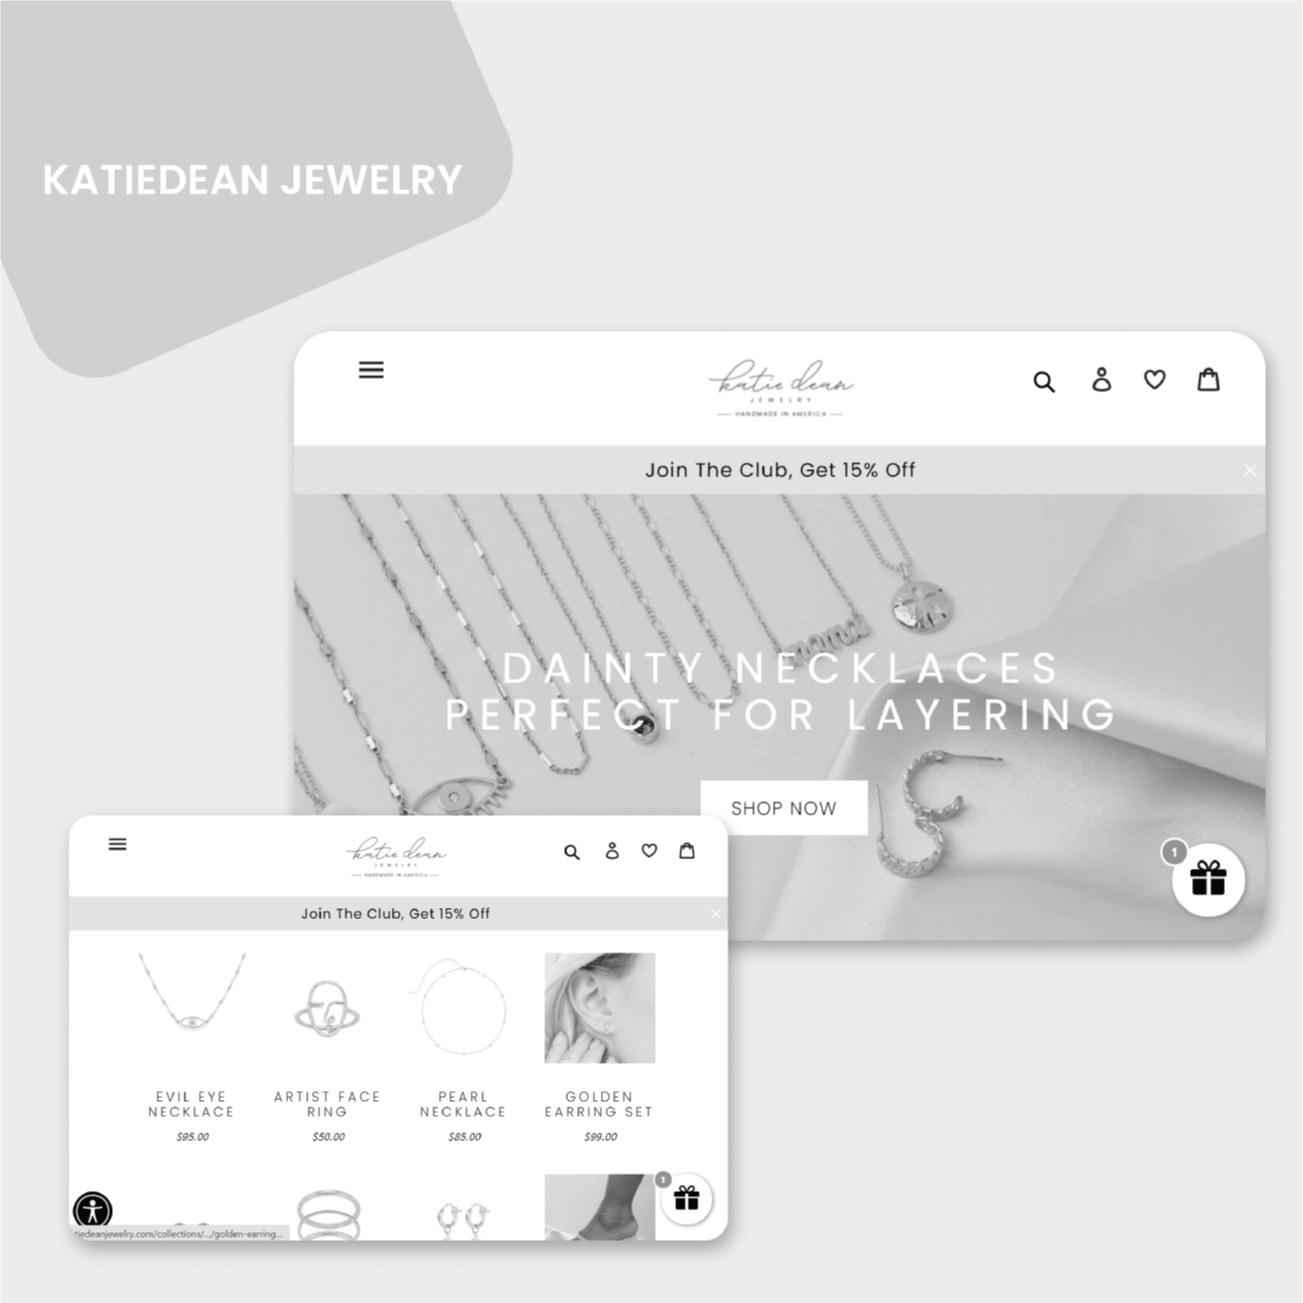 KATIEDEAN JEWELRY
katie dean
JEWELRY
HANDMADE IN AMERICA
Join The Club, Get 15% Off
mama
DAINTY NECKLACES
PERFECT FOR LAYERING
SHOP NOW
1
katie dean
JEWELRY
HANDMADE IN AMERICA
Join The Club, Get 15% Off
EVIL EYE
NECKLACE
$95.00
ARTIST FACE
RING
$50.00
PEARL
NECKLACE
$85.00
GOLDEN
EARRING SET
$99.00
1
tiedeanjewelry.com/collections/.../golden-earring...